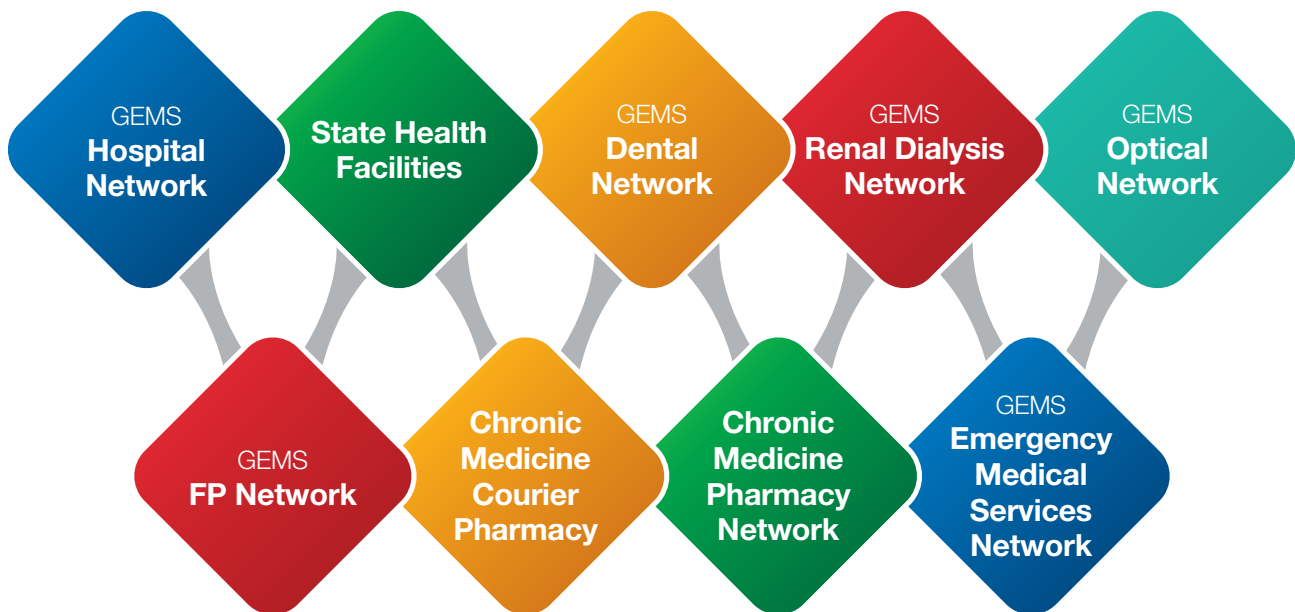 GEMS
Hospital
Network
State Health
Facilities
GEMS
Dental
Network
GEMS
Renal Dialysis
Network
GEMS
Optical
Network
GEMS
FP Network
Chronic
Medicine
Courier
Pharmacy
Chronic
Medicine
Pharmacy
Network
GEMS
Emergency
Medical
Services
Network